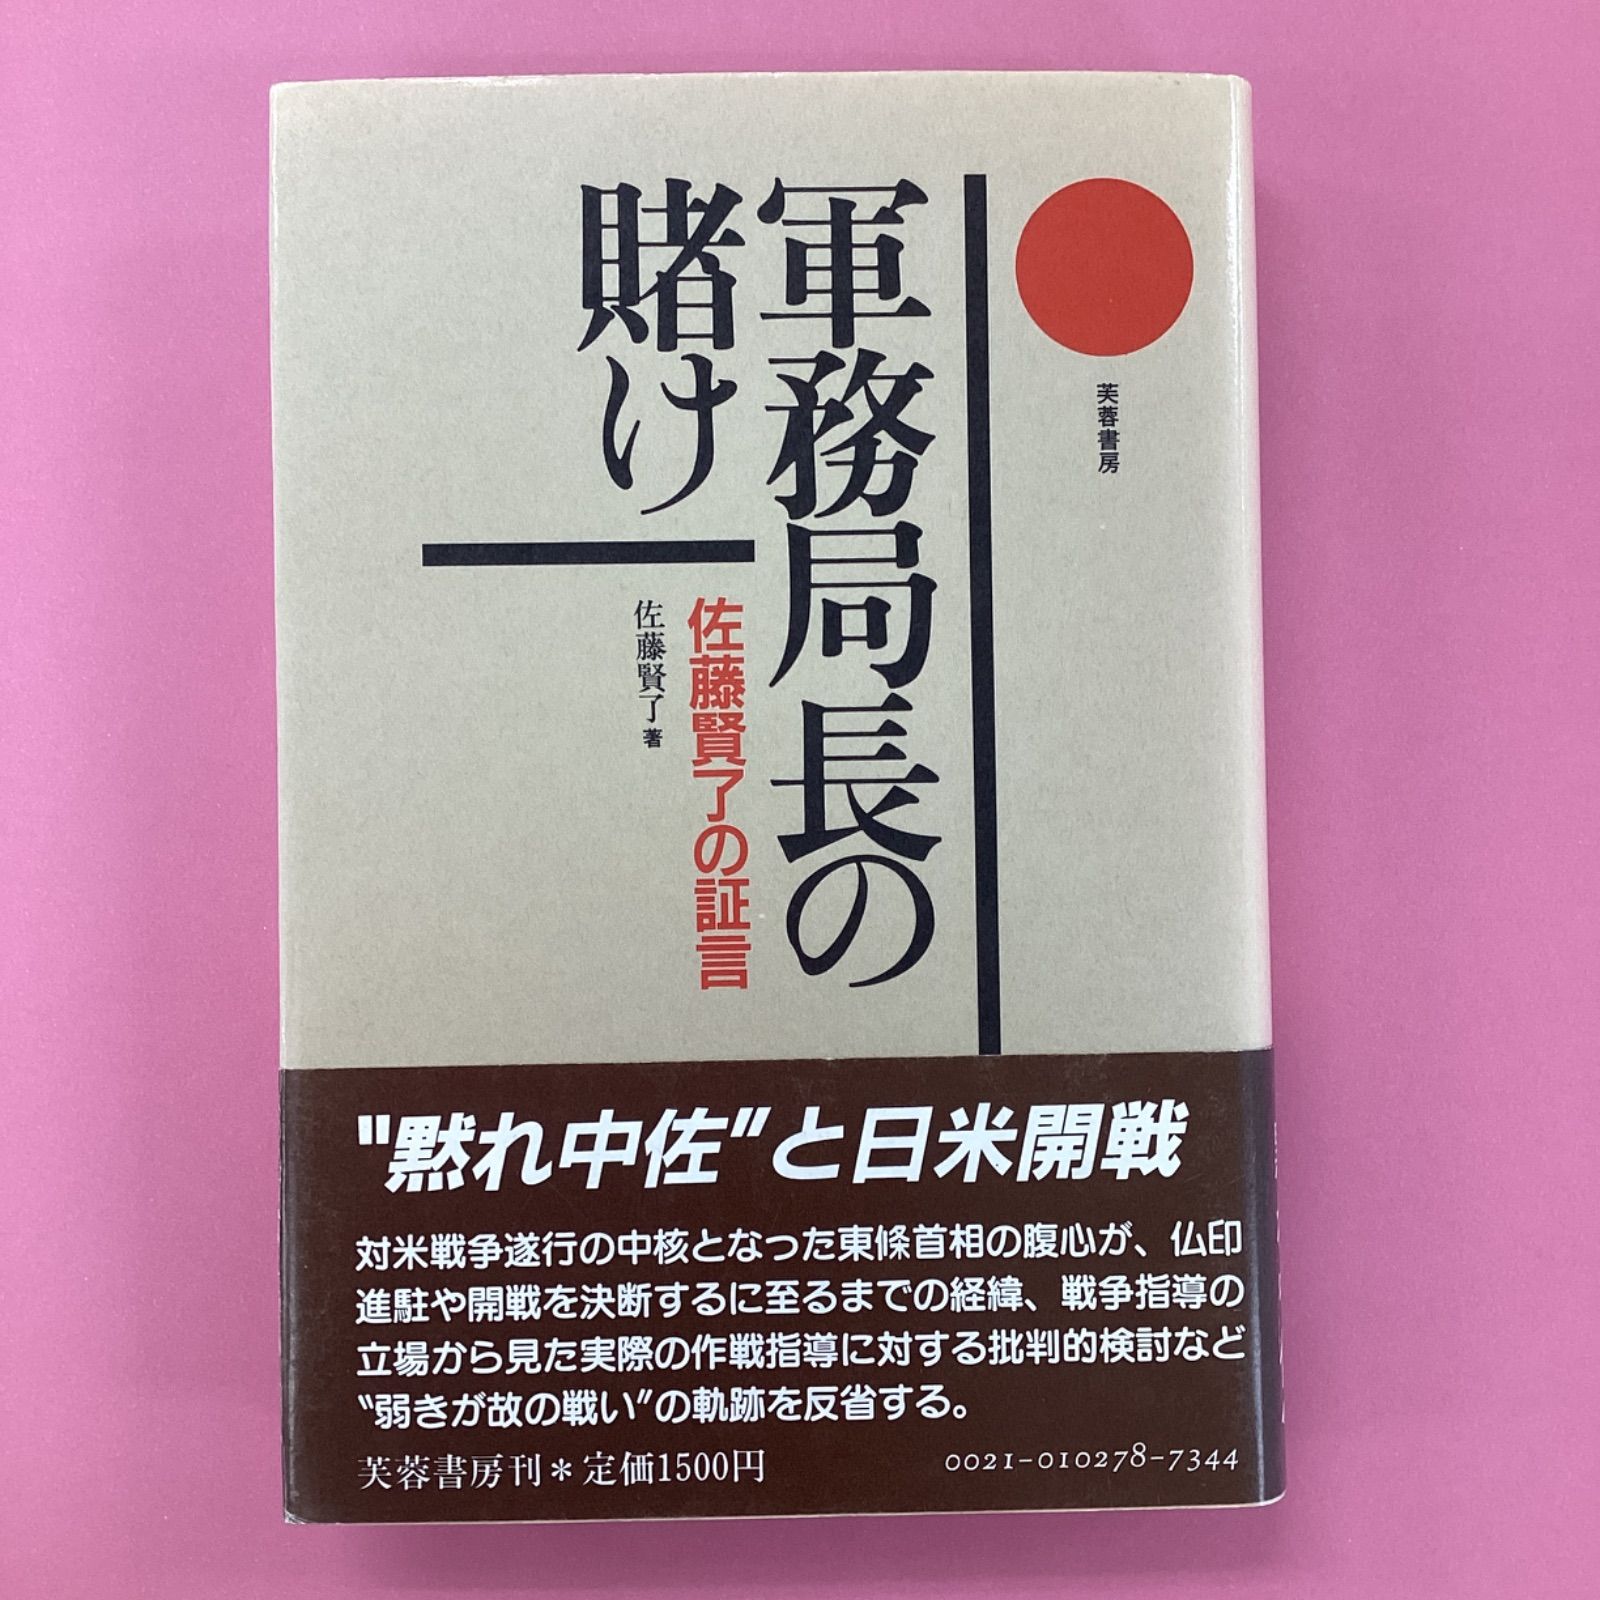 芙蓉書房
軍務局長の
賭け
佐藤賢了の証言
佐藤賢了 著
"黙れ中佐"と日米開戦
対米戦争遂行の中核となった東條首相の腹心が、仏印
進駐や開戦を決断するに至るまでの経緯、戦争指導の
立場から見た実際の作戦指導に対する批判的検討など
"弱きが故の戦い"の軌跡を反省する。
芙蓉書房刊＊定価1500円
0021-010278-7344